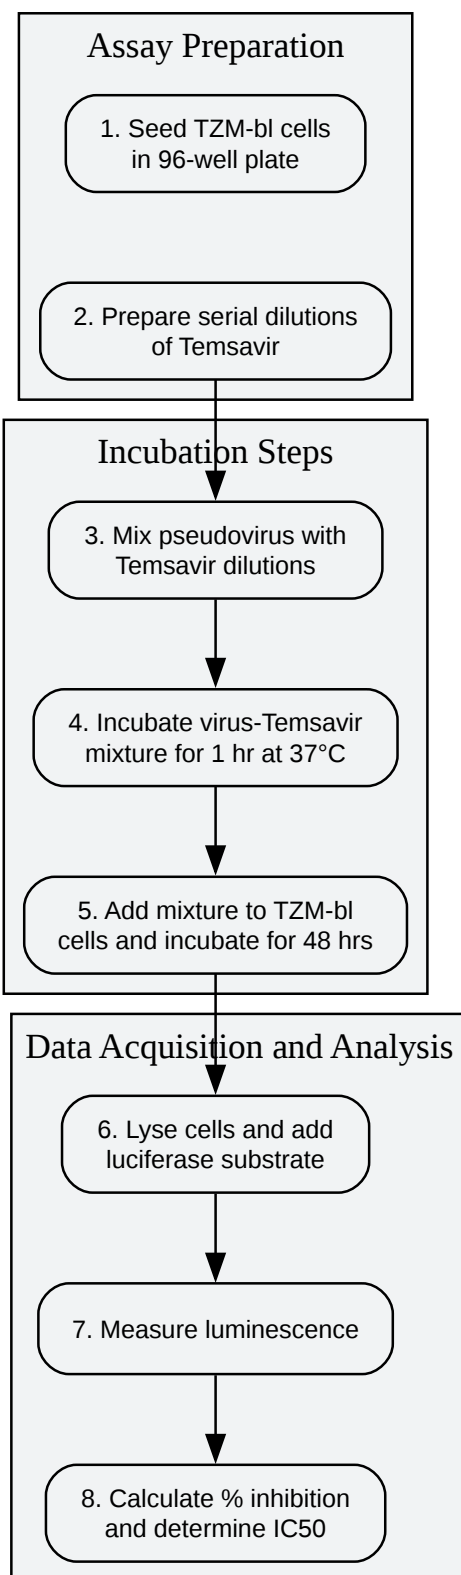 Assay Preparation
1. Seed TZM-bl cells
in 96-well plate
2. Prepare serial dilutions
of Temsavir
Incubation Steps
3. Mix pseudovirus with
Temsavir dilutions
4. Incubate virus-Temsavir
mixture for 1 hr at 37°C
5. Add mixture to TZM-bl
cells and incubate for 48 hrs
Data Acquisition and Analysis
6. Lyse cells and add
luciferase substrate
7. Measure luminescence
8. Calculate % inhibition
and determine IC50